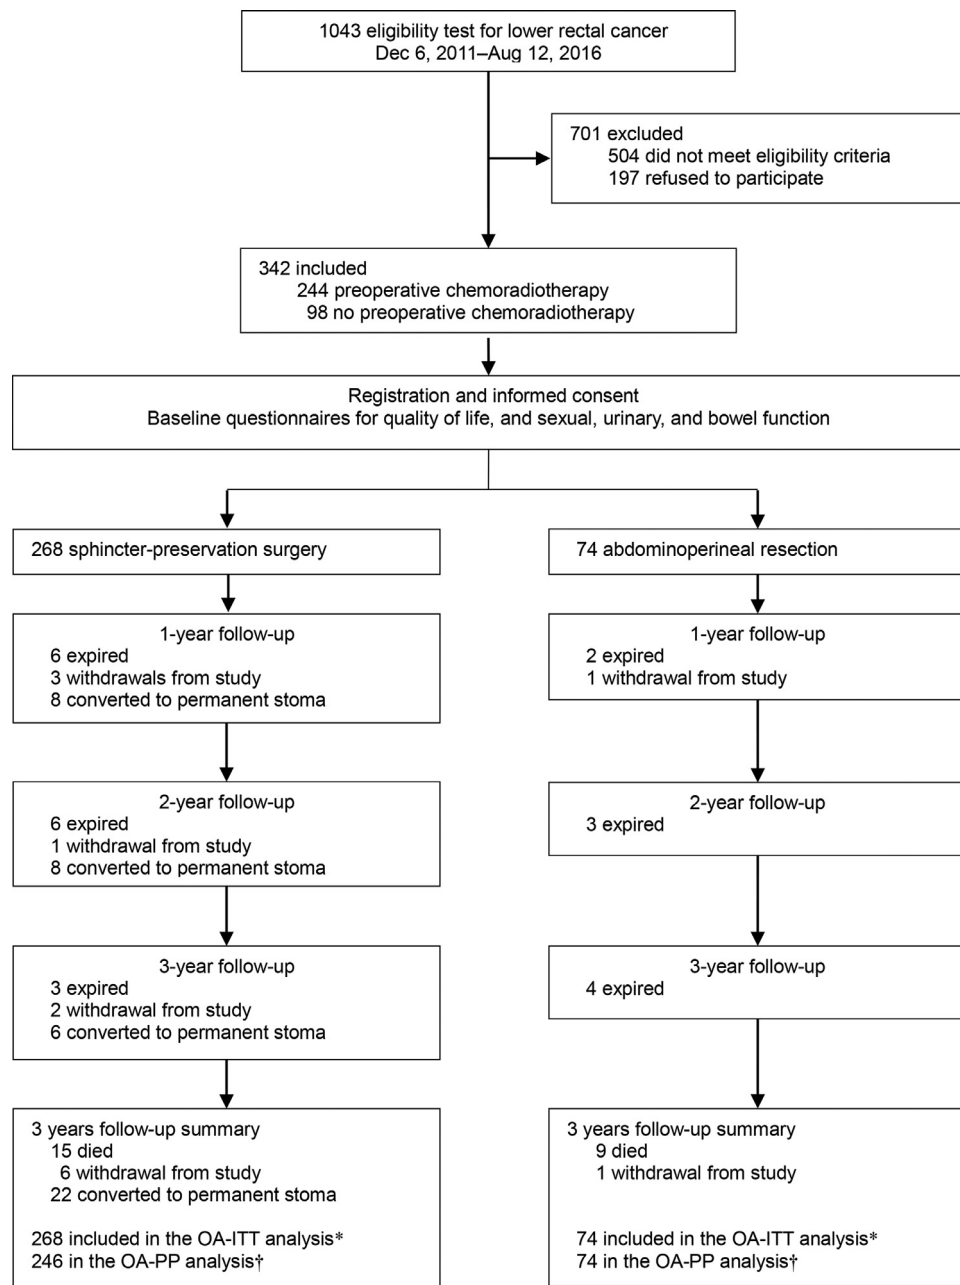 1043 eligibility test for lower rectal cancer
Dec 6, 2011–Aug 12, 2016
701 excluded
504 did not meet eligibility criteria
197 refused to participate
342 included
244 preoperative chemoradiotherapy
98 no preoperative chemoradiotherapy
Registration and informed consent
Baseline questionnaires for quality of life, and sexual, urinary, and bowel function
268 sphincter-preservation surgery
74 abdominoperineal resection
1-year follow-up
6 expired
3 withdrawals from study
8 converted to permanent stoma
1-year follow-up
2 expired
1 withdrawal from study
2-year follow-up
6 expired
1 withdrawal from study
8 converted to permanent stoma
2-year follow-up
3 expired
3-year follow-up
3 expired
2 withdrawal from study
6 converted to permanent stoma
3-year follow-up
4 expired
3 years follow-up summary
15 died
6 withdrawal from study
22 converted to permanent stoma
268 included in the OA-ITT analysis*
246 in the OA-PP analysis†
3 years follow-up summary
9 died
1 withdrawal from study
74 included in the OA-ITT analysis*
74 in the OA-PP analysis†